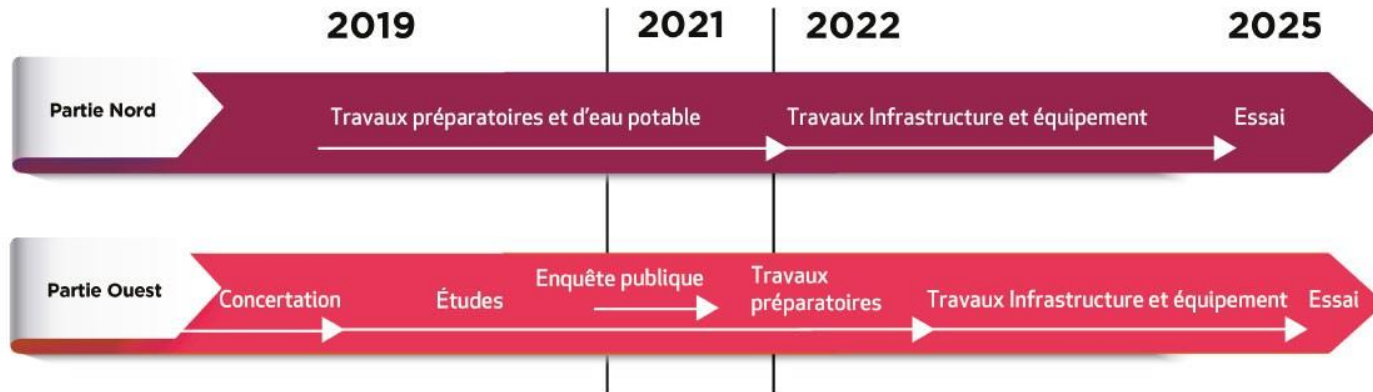 2019 2021 2022 2025
Partie Nord
Travaux préparatoires et d'eau potable
Travaux Infrastructure et équipement
Essai
Partie Ouest
Concertation
Études
Enquête publique
Travaux
préparatoires
Travaux Infrastructure et équipement
Essai